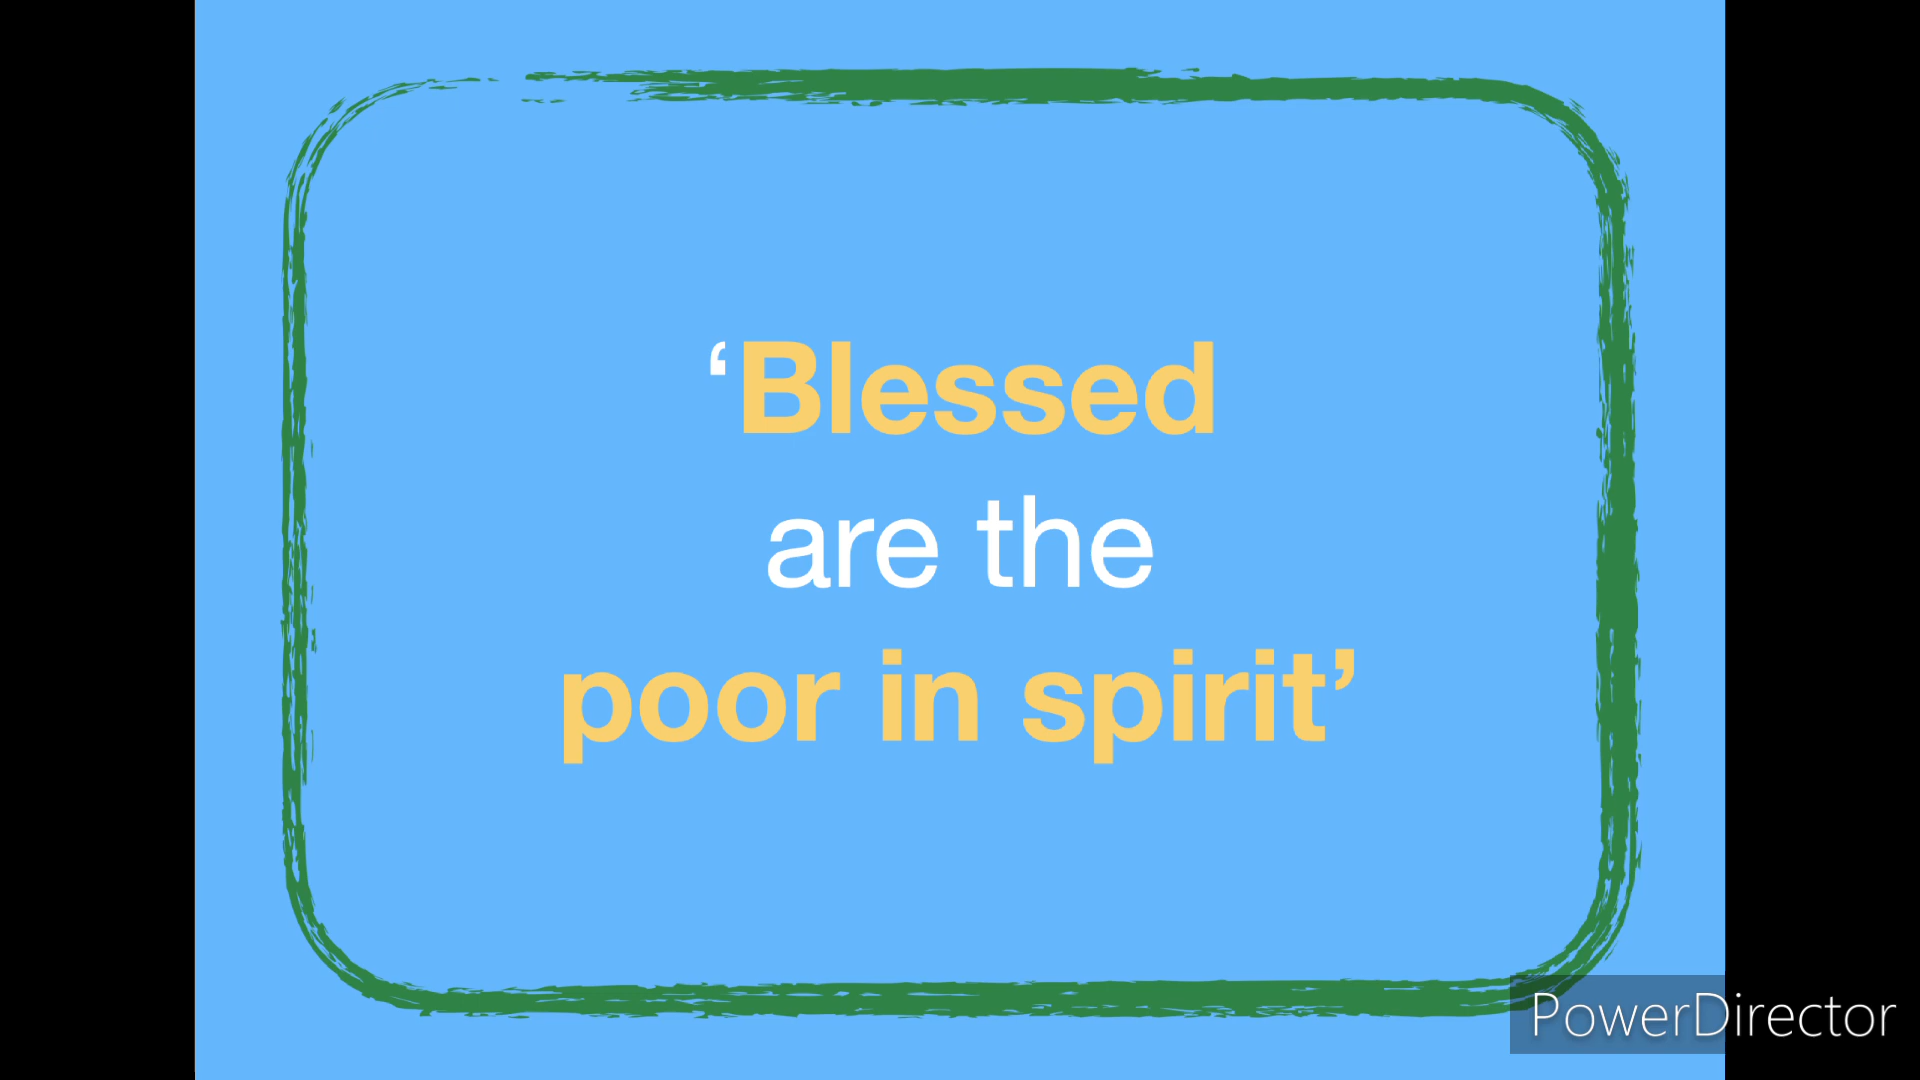 ‘Blessed
are the
poor in spirit’
PowerDirector